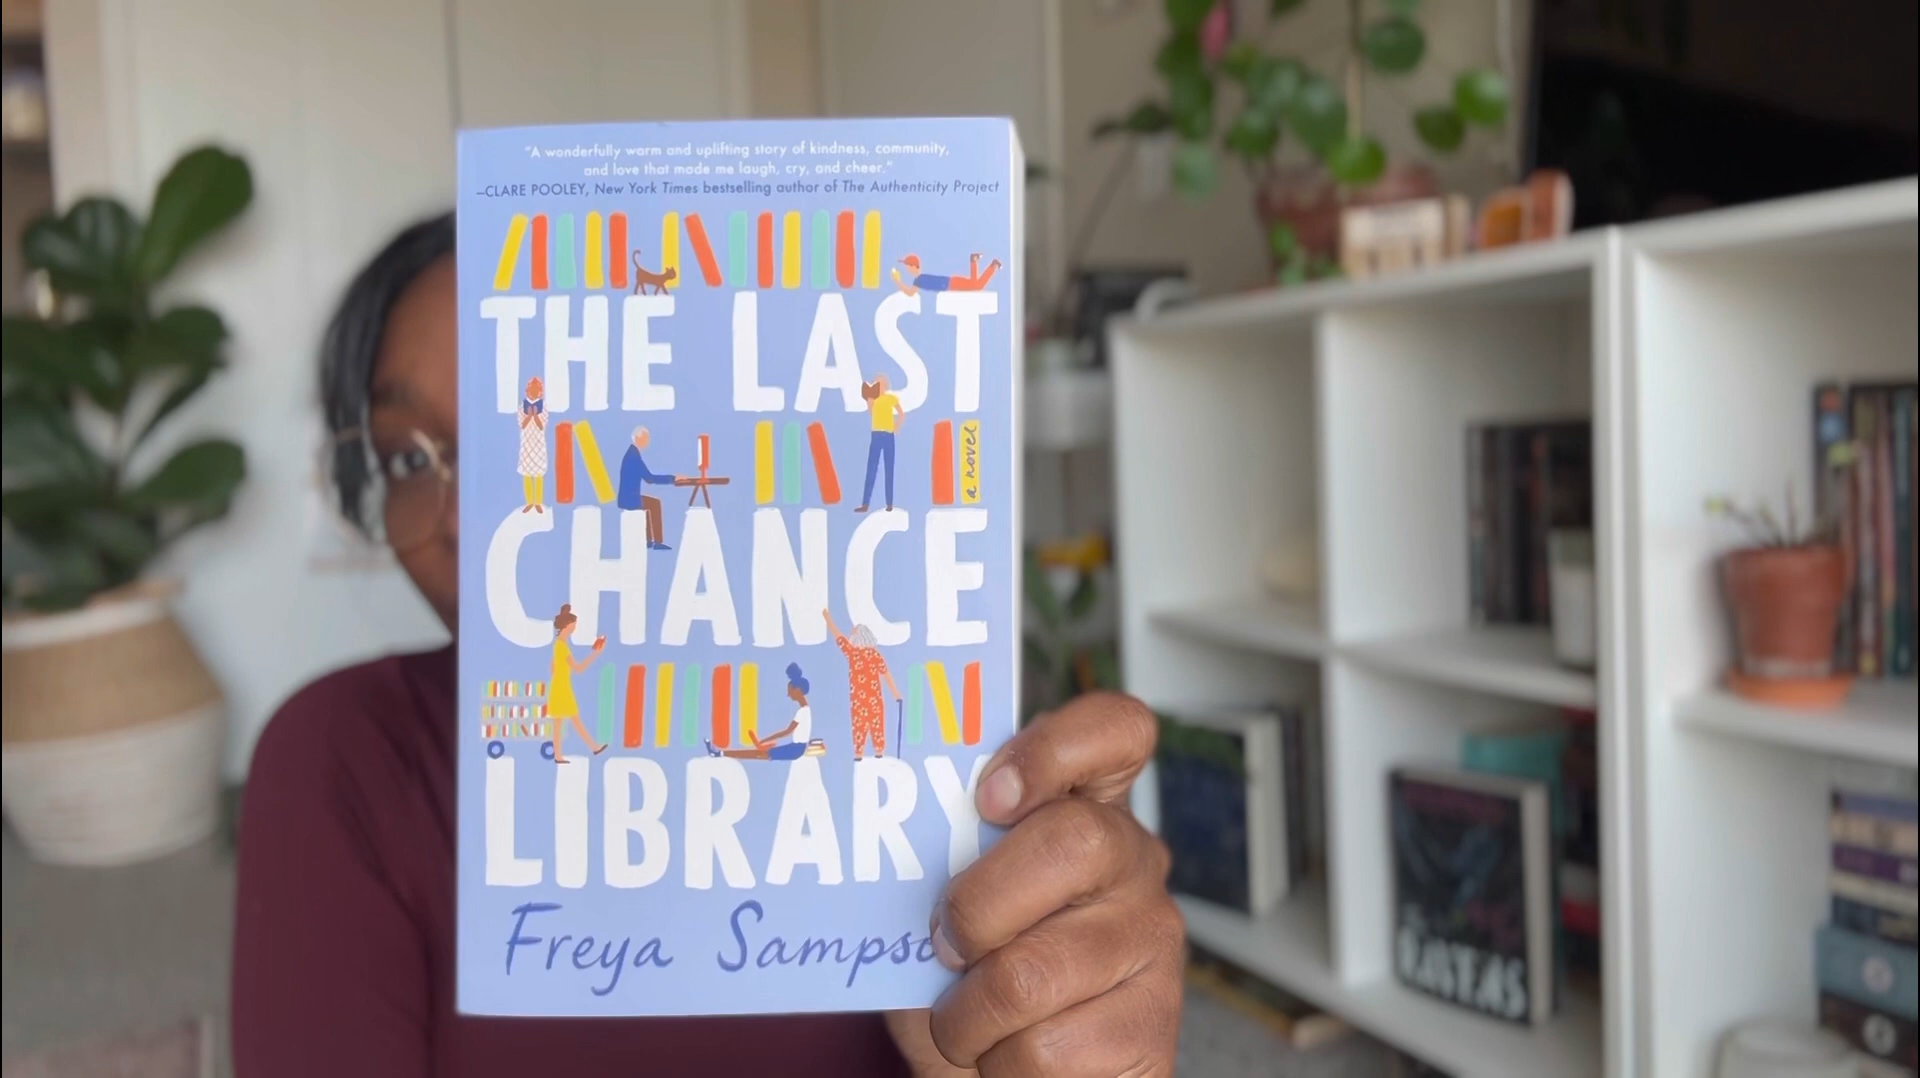 "A wonderfully warm and uplifting story of kindness, community,
and love that made me laugh, cry, and cheer."
—CLARE POOLEY, New York Times bestselling author of The Authenticity Project
THE LAST
a novel
CHANCE
LIBRARY
Freya